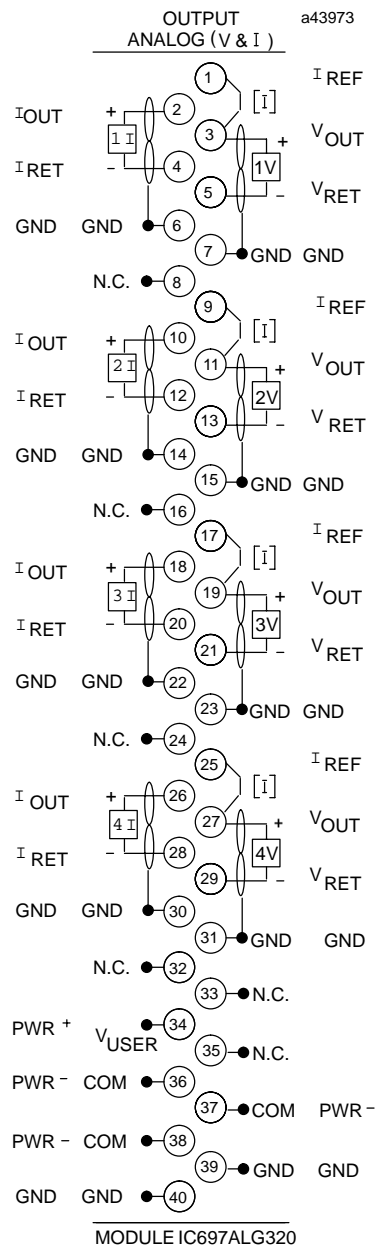 OUTPUT a43973
ANALOG (V & I)
1 I REF
[I]
I OUT + 2
1 I
3 + V OUT
I RET - 4
1V
5 - V RET
GND GND 6
7 GND GND
N.C. 8
9 I REF
[I]
I OUT + 10
2 I
11 + V OUT
I RET - 12
2V
13 - V RET
GND GND 14
15 GND GND
N.C. 16
17 I REF
[I]
I OUT + 18
3 I
19 + V OUT
I RET - 20
3V
21 - V RET
GND GND 22
23 GND GND
N.C. 24
25 I REF
[I]
I OUT + 26
4 I
27 + V OUT
I RET - 28
4V
29 - V RET
GND GND 30
31 GND GND
N.C. 32
33 N.C.
PWR + V USER 34
35 N.C.
PWR - COM 36
37 COM PWR -
PWR - COM 38
39 GND GND
GND GND 40
MODULE IC697ALG320